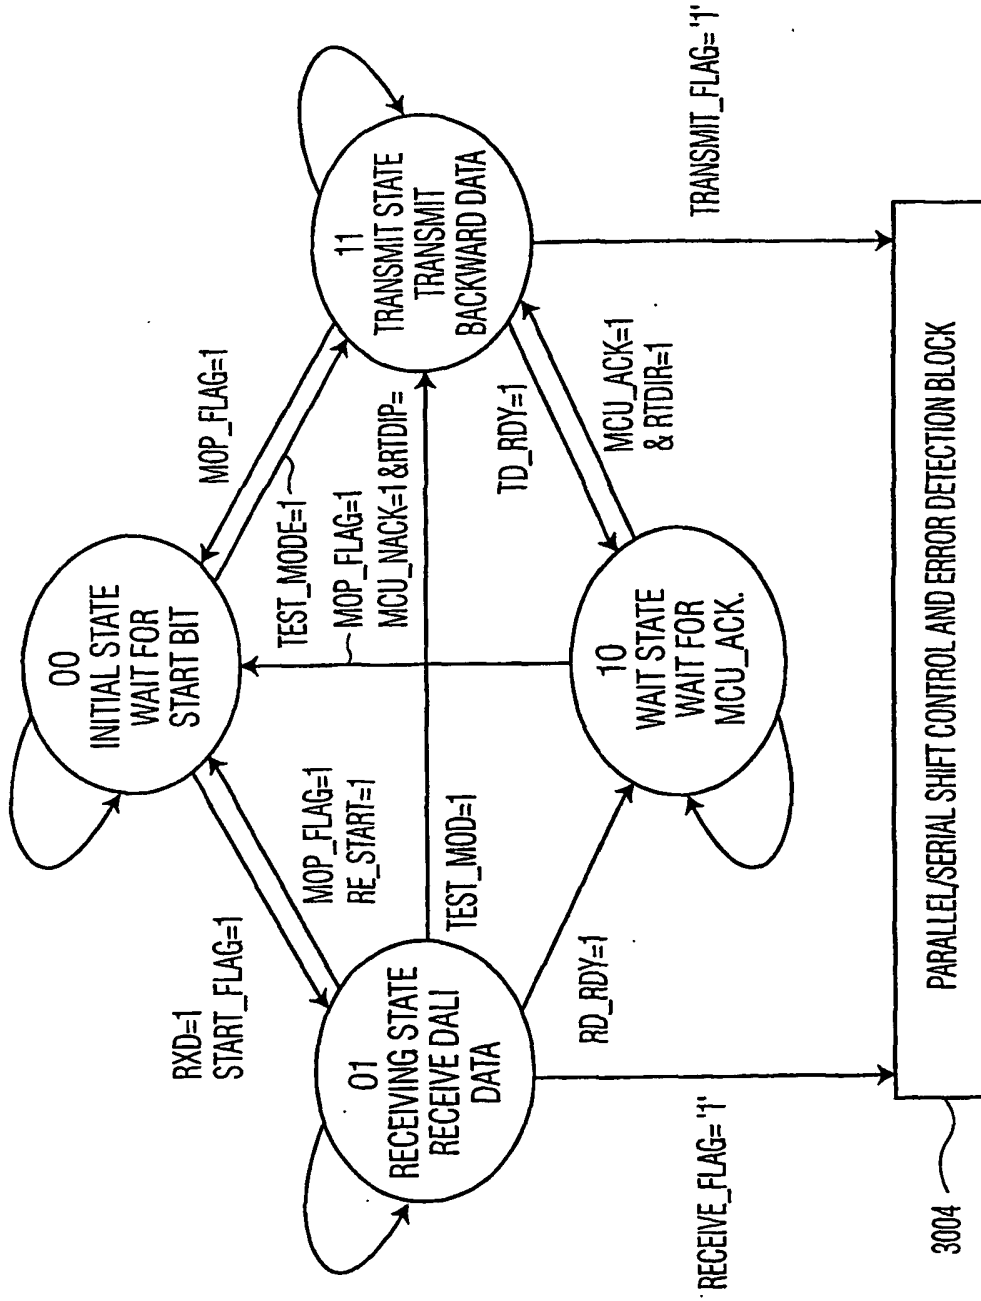 00
INITIAL STATE
WAIT FOR
START BIT
RXD=1
START_FLAG=1
MOP_FLAG=1
MOP_FLAG=1
RE_START=1
TEST_MODE=1
MOP_FLAG=1
MCU_NACK=1 &RTDIP=
01
RECEIVING STATE
RECEIVE DALI
DATA
TEST_MOD=1
11
TRANSMIT STATE
TRANSMIT
BACKWARD DATA
RD_RDY=1
TD_RDY=1
MCU_ACK=1
& RTDIR=1
10
WAIT STATE
WAIT FOR
MCU_ACK.
RECEIVE_FLAG='1'
TRANSMIT_FLAG='1'
3004
PARALLEL/SERIAL SHIFT CONTROL AND ERROR DETECTION BLOCK